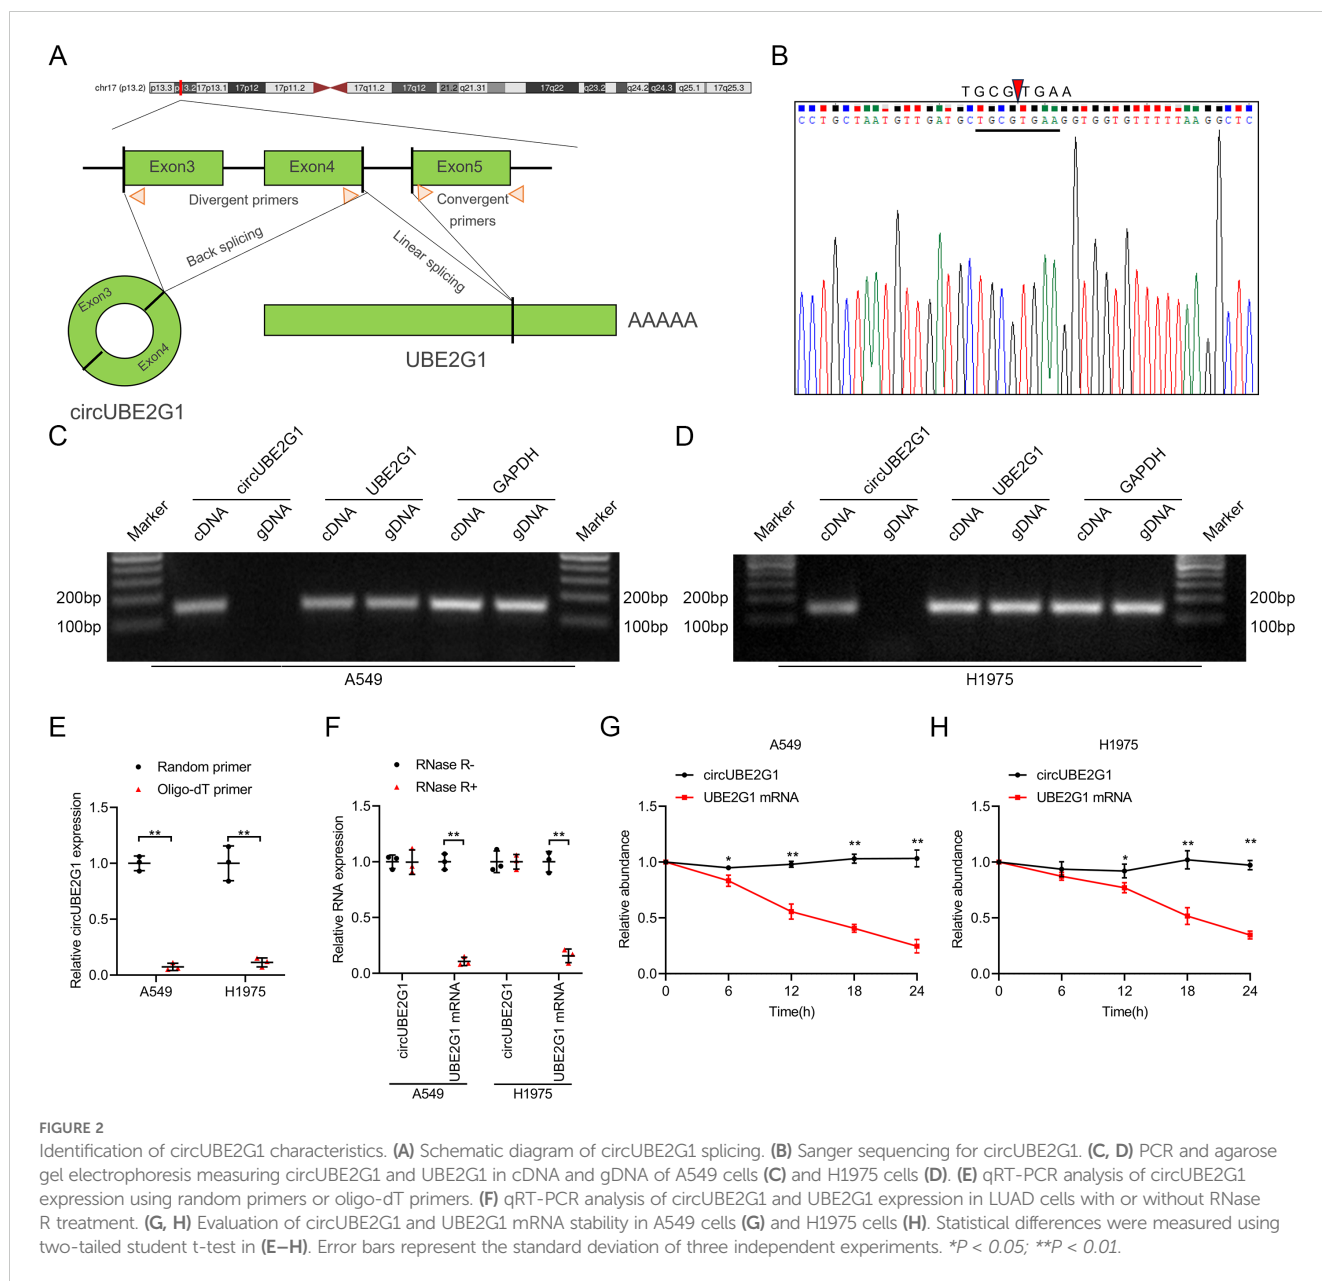 A
chr17 (p13.2)
p13.3
17p13.1
17p12
17p11.2
17q11.2
17q12
21.2
q21.31
17q22
q23.2
q24.2
q24.3
q25.1
17q25.3
Exon3
Exon4
Exon5
Divergent primers
Convergent
primers
Back splicing
Linear splicing
Exon3
Exon4
circUBE2G1
UBE2G1
AAAAA
B
TGCGTGAA
CCTGCTAATGTTGATGCTGCGTGAAGGTGGTGTTTTTAAGGCTC
C
circUBE2G1
UBE2G1
GAPDH
Marker
cDNA
gDNA
cDNA
gDNA
cDNA
gDNA
Marker
200bp
100bp
200bp
100bp
A549
D
circUBE2G1
UBE2G1
GAPDH
Marker
cDNA
gDNA
cDNA
gDNA
cDNA
gDNA
Marker
200bp
100bp
200bp
100bp
H1975
E
Random primer
Oligo-dT primer
Relative circUBE2G1 expression
1.5
1.0
0.5
0.0
**
**
A549
H1975
F
RNase R-
RNase R+
Relative RNA expression
1.5
1.0
0.5
0.0
**
**
circUBE2G1
UBE2G1 mRNA
circUBE2G1
UBE2G1 mRNA
A549
H1975
G
A549
circUBE2G1
UBE2G1 mRNA
Relative abundance
1.5
1.0
0.5
0.0
*
**
**
**
0
6
12
18
24
Time(h)
H
H1975
circUBE2G1
UBE2G1 mRNA
Relative abundance
1.5
1.0
0.5
0.0
*
**
**
0
6
12
18
24
Time(h)
FIGURE 2
Identification of circUBE2G1 characteristics. (A) Schematic diagram of circUBE2G1 splicing. (B) Sanger sequencing for circUBE2G1. (C, D) PCR and agarose
gel electrophoresis measuring circUBE2G1 and UBE2G1 in cDNA and gDNA of A549 cells (C) and H1975 cells (D). (E) qRT-PCR analysis of circUBE2G1
expression using random primers or oligo-dT primers. (F) qRT-PCR analysis of circUBE2G1 and UBE2G1 expression in LUAD cells with or without RNase
R treatment. (G, H) Evaluation of circUBE2G1 and UBE2G1 mRNA stability in A549 cells (G) and H1975 cells (H). Statistical differences were measured using
two-tailed student t-test in (E–H). Error bars represent the standard deviation of three independent experiments. *P < 0.05; **P < 0.01.